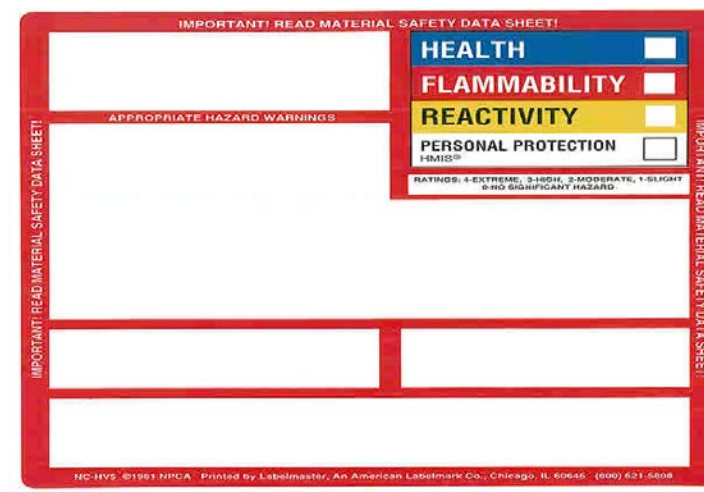 IMPORTANT! READ MATERIAL SAFETY DATA SHEET!
HEALTH
FLAMMABILITY
REACTIVITY
PERSONAL PROTECTION
HMIS®
RATINGS: 4-EXTREME, 3-HIGH, 2-MODERATE, 1-SLIGHT
0-NO SIGNIFICANT HAZARD
APPROPRIATE HAZARD WARNINGS
IMPORTANT! READ MATERIAL SAFETY DATA SHEET!
IMPORTANT! READ MATERIAL SAFETY DATA SHEET!
NC-HV5 ©1981 NPCA Printed by Labelmaster, An American Labelmark Co., Chicago, IL 60646 (800) 621-5808